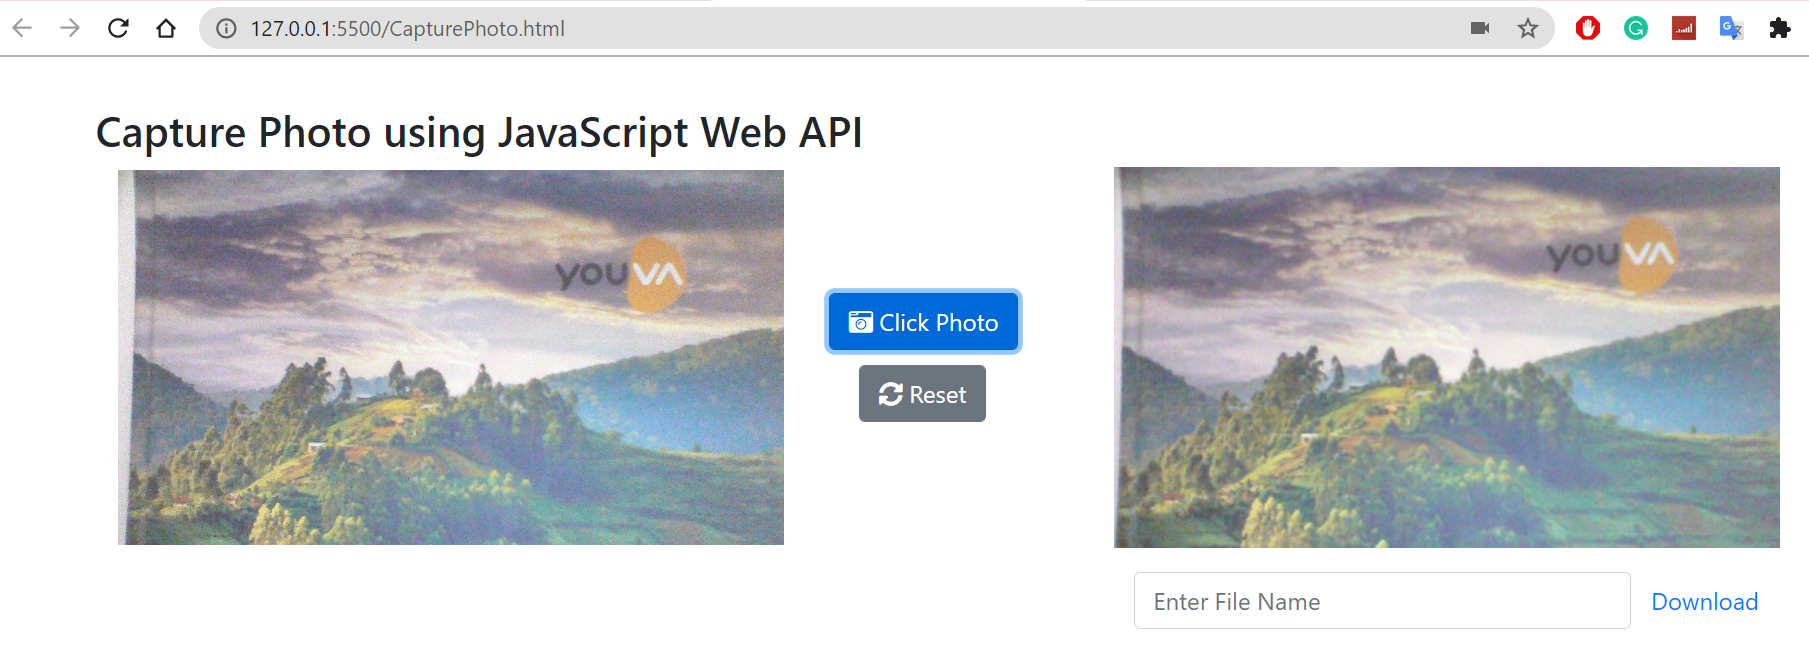 127.0.0.1:5500/CapturePhoto.html
Capture Photo using JavaScript Web API
youVA
youVA
Click Photo
Reset
Enter File Name
Download